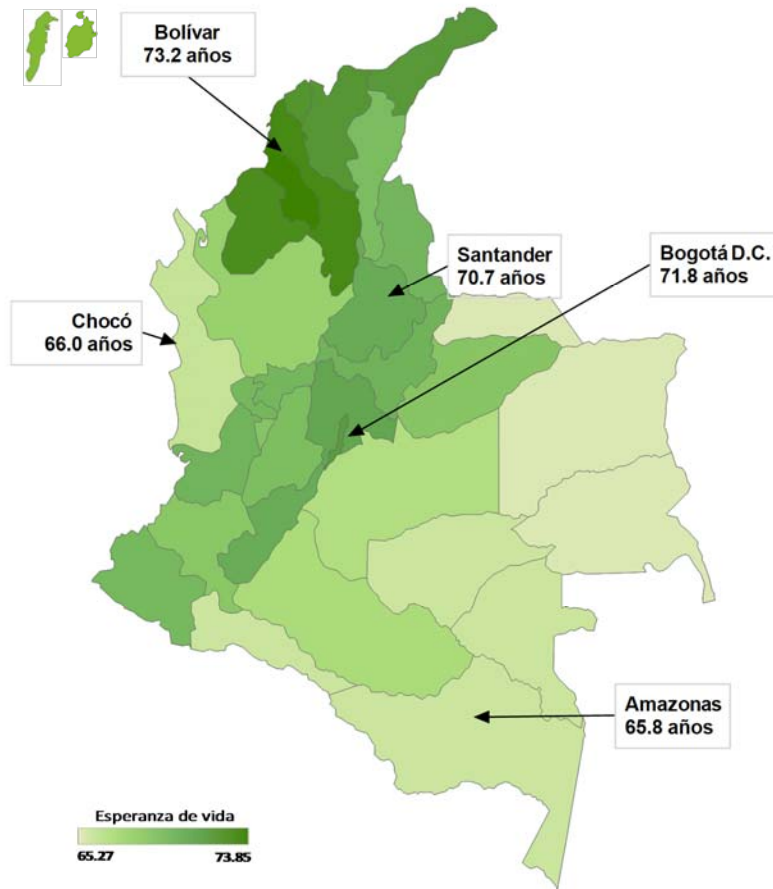 Bolívar
73.2 años
Santander
70.7 años
Bogotá D.C.
71.8 años
Chocó
66.0 años
Amazonas
65.8 años
Esperanza de vida
65.27 73.85